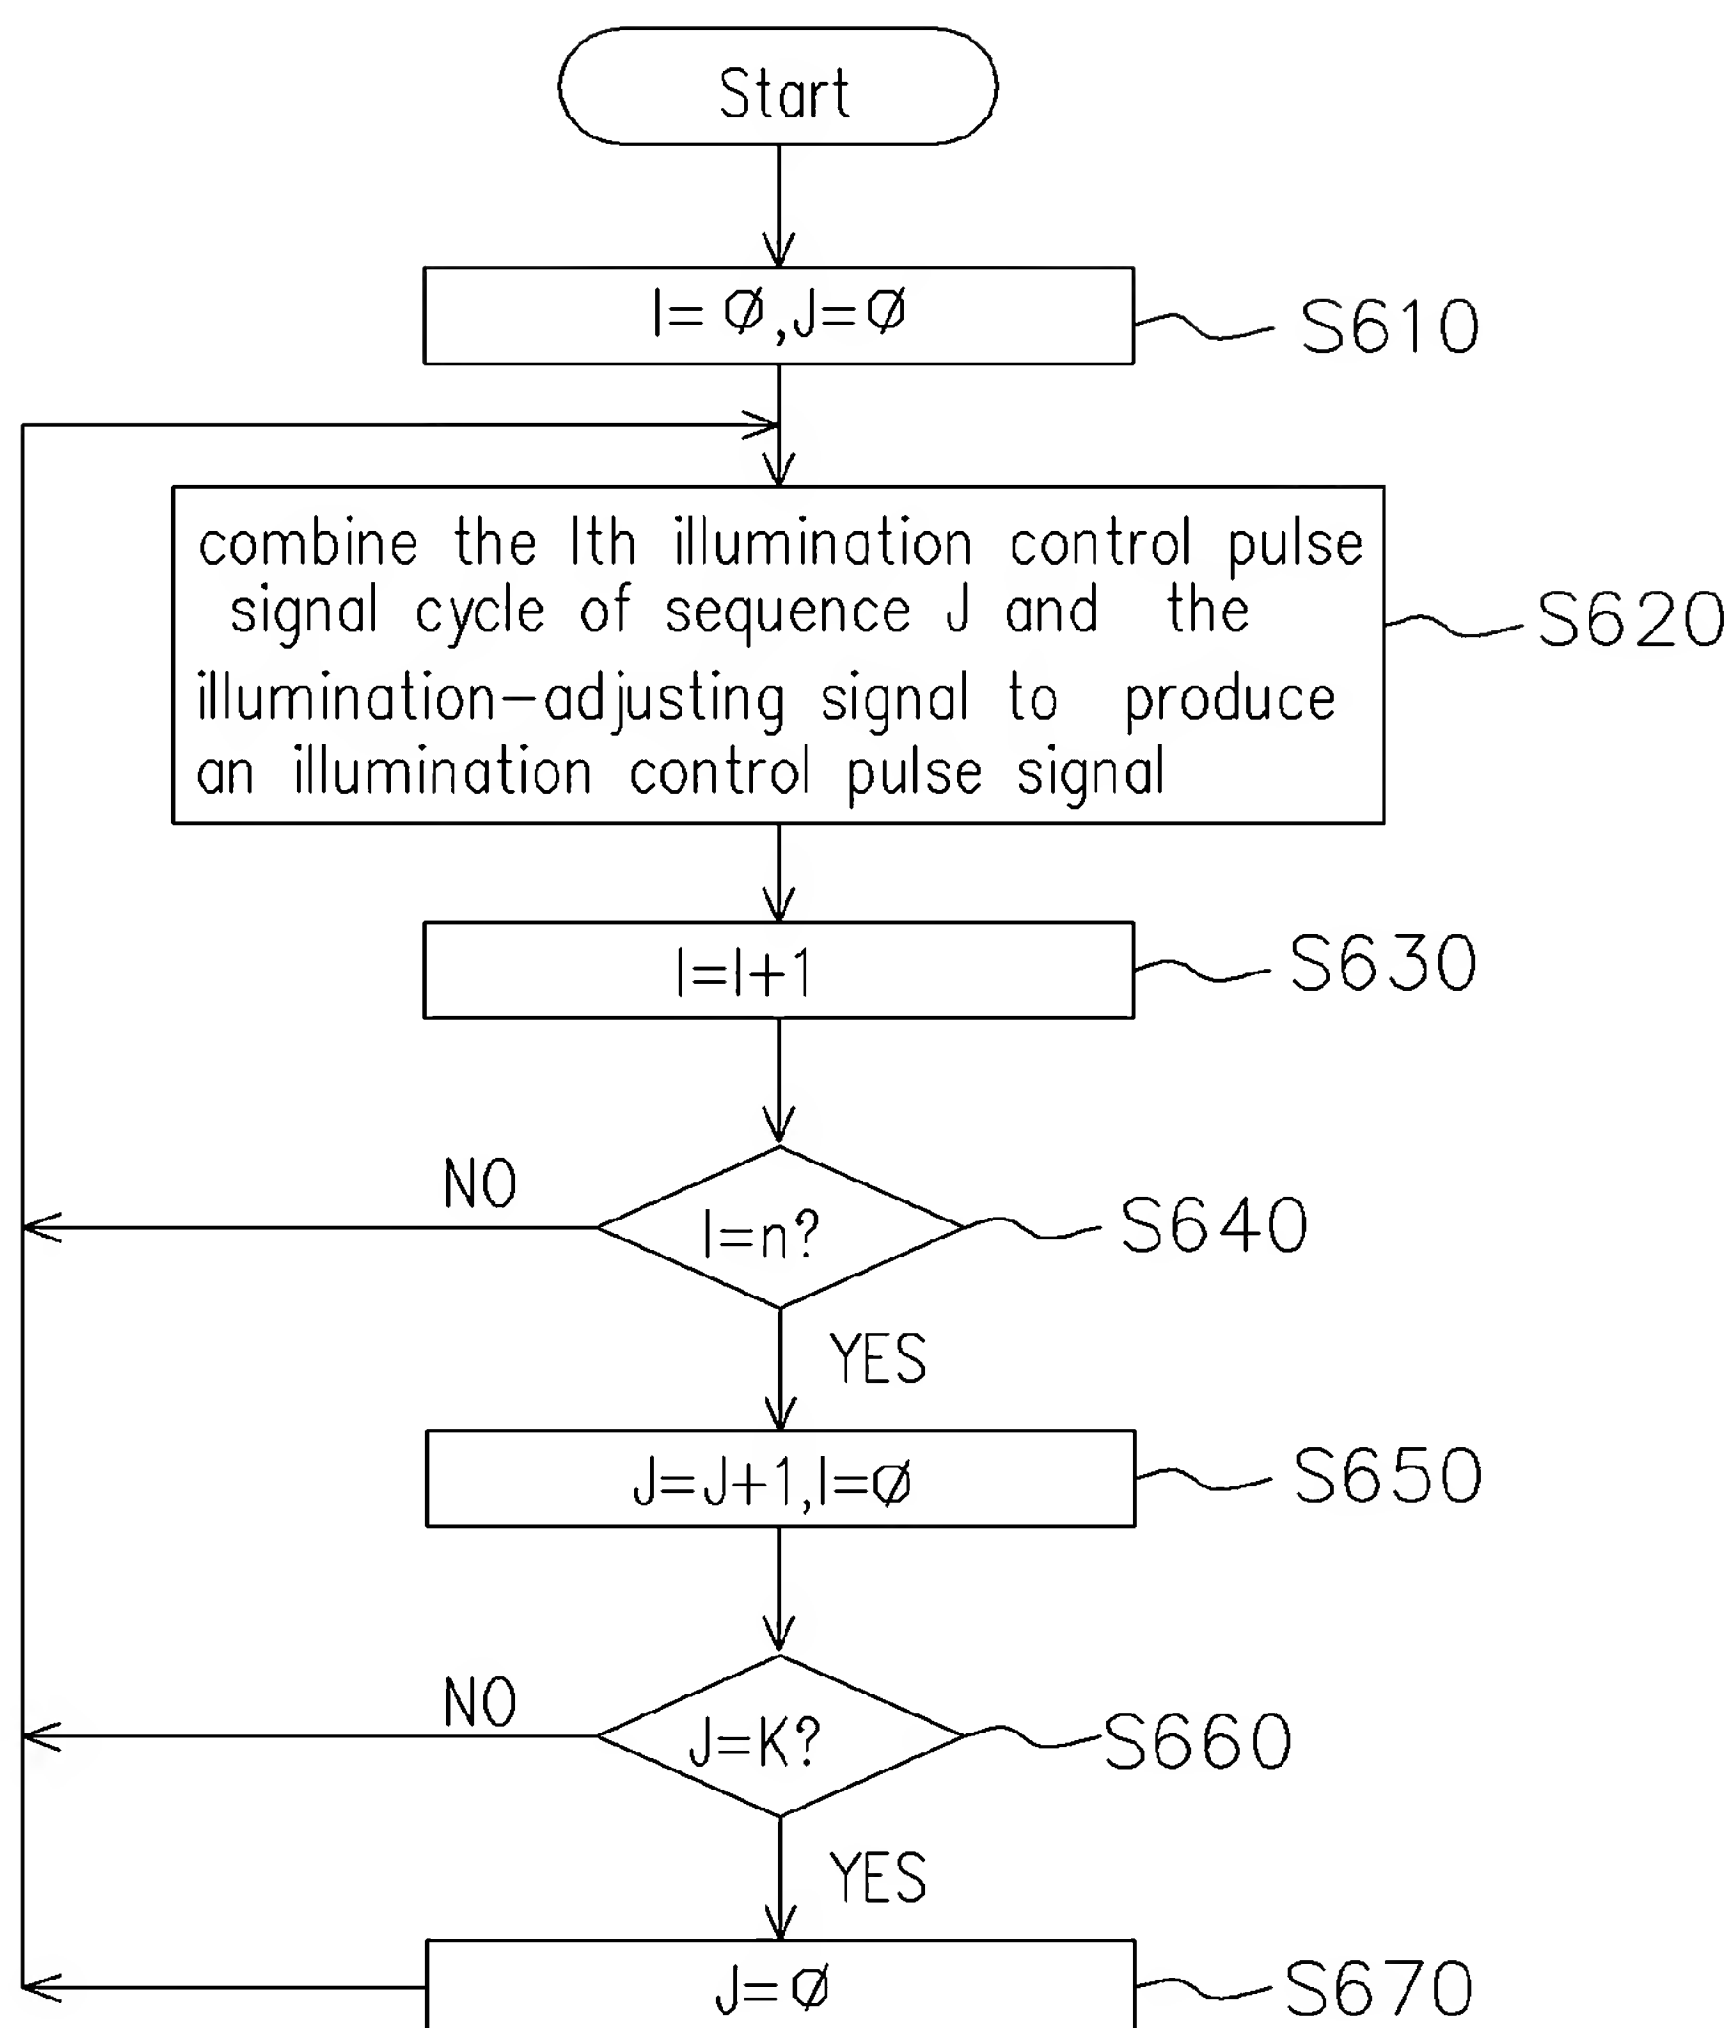 Start
I= Ø,J=Ø
S610
combine the Ith illumination control pulse
signal cycle of sequence J and the
illumination-adjusting signal to produce
an illumination control pulse signal
S620
I=I+1
S630
NO
I=n?
S640
YES
J=J+1,I=Ø
S650
NO
J=K?
S660
YES
J=Ø
S670